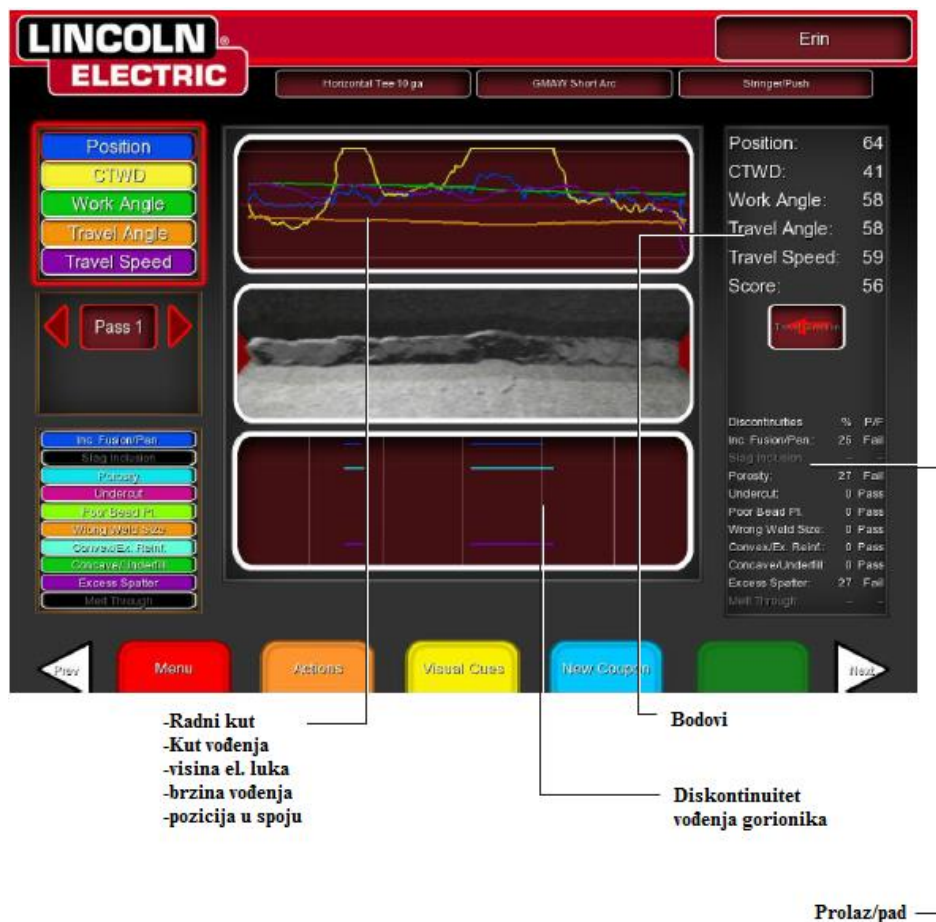 LINCOLN ®
ELECTRIC
Erin
Horizontal Tee 10 ga
GMAW Short Arc
Stringer/Push
Position
CTWD
Work Angle
Travel Angle
Travel Speed
Position: 64
CTWD: 41
Work Angle: 58
Travel Angle: 58
Travel Speed: 59
Score: 56
Pass 1
Inc. Fusion/Pen.
Slag Inclusion
Porosity
Undercut
Poor Bead Pl.
Wrong Weld Size
Convex/Ex. Reinf.
Concave/Underfill
Excess Spatter
Melt Through
Discontinuities % P/F
Inc. Fusion/Pen.: 26 Fail
Slag Inclusion – –
Porosity: 27 Fail
Undercut: 0 Pass
Poor Bead Pl. 0 Pass
Wrong Weld Size: 0 Pass
Convex/Ex. Reinf.: 0 Pass
Concave/Underfill 0 Pass
Excess Spatter: 27 Fail
Melt Through – –
Prev
Menu
Actions
Visual Cues
New Coupon
Next
-Radni kut
-Kut vođenja
-visina el. luka
-brzina vođenja
-pozicija u spoju
Bodovi
Diskontinuitet
vođenja gorionika
Prolaz/pad